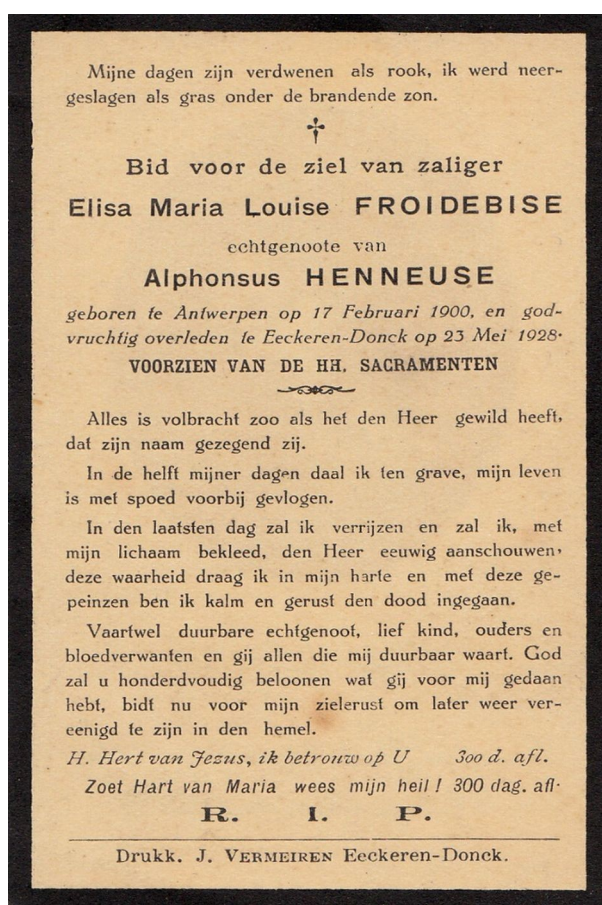 Mijne dagen zijn verdwenen als rook, ik werd neer-
geslagen als gras onder de brandende zon.
Bid voor de ziel van zaliger
Elisa Maria Louise FROIDEBISE
echtgenoote van
Alphonsus HENNEUSE
geboren te Antwerpen op 17 Februari 1900, en god-
vruchtig overleden te Eeckeren-Donck op 23 Mei 1928.
VOORZIEN VAN DE HH. SACRAMENTEN
Alles is volbracht zoo als het den Heer gewild heeft,
dat zijn naam gezegend zij.
In de helft mijner dagen daal ik ten grave, mijn leven
is met spoed voorbij gevlogen.
In den laatsten dag zal ik verrijzen en zal ik, met
mijn lichaam bekleed, den Heer eeuwig aanschouwen,
deze waarheid draag ik in mijn harte en met deze ge-
peinzen ben ik kalm en gerust den dood ingegaan.
Vaartwel duurbare echtgenoot, lief kind, ouders en
bloedverwanten en gij allen die mij duurbaar waart. God
zal u honderdvoudig beloonen wat gij voor mij gedaan
hebt, bidt nu voor mijn zielerust om later weer ver-
eenigd te zijn in den hemel.
H. Hert van Jezus, ik betrouw op U 300 d. afl.
Zoet Hart van Maria wees mijn heil ! 300 dag. afl.
R. I. P.
Drukk. J. VERMEIREN Eeckeren-Donck.